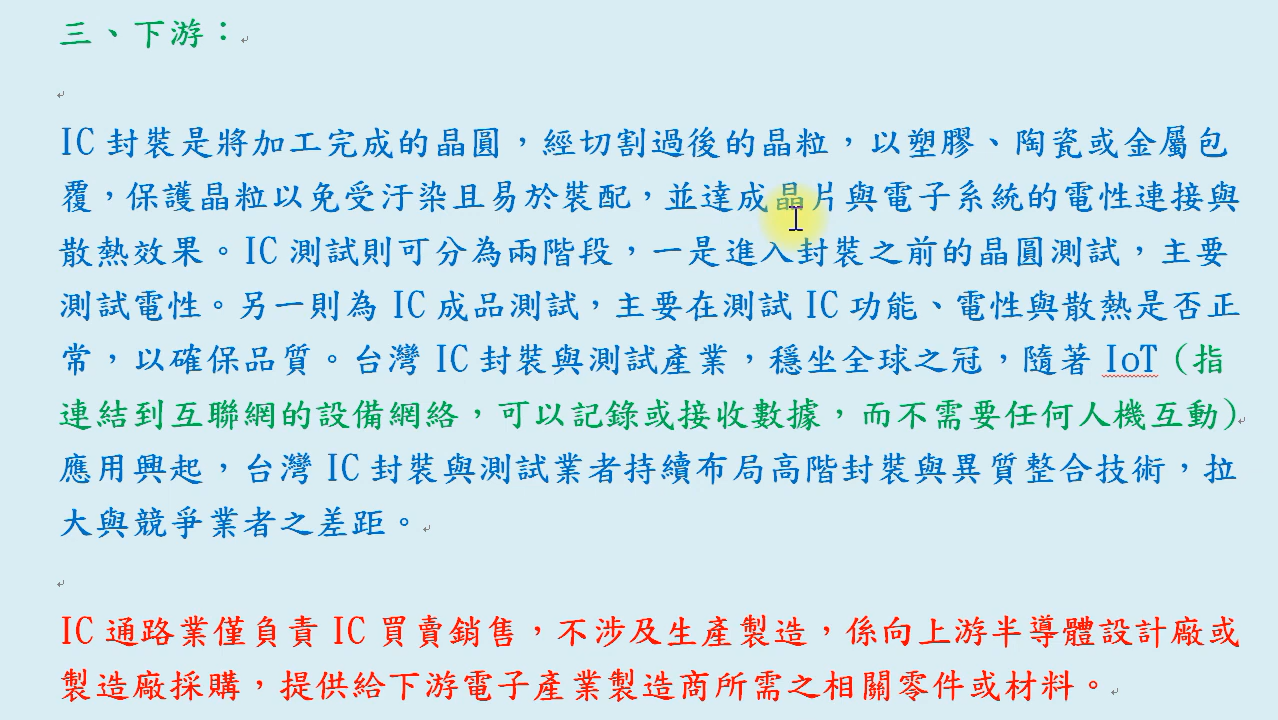 三、下游：
IC 封裝是將加工完成的晶圓，經切割過後的晶粒，以塑膠、陶瓷或金屬包
覆，保護晶粒以免受汙染且易於裝配，並達成晶片與電子系統的電性連接與
散熱效果。IC 測試則可分為兩階段，一是進入封裝之前的晶圓測試，主要
測試電性。另一則為 IC 成品測試，主要在測試 IC 功能、電性與散熱是否正
常，以確保品質。台灣 IC 封裝與測試產業，穩坐全球之冠，隨著 IoT（指
連結到互聯網的設備網絡，可以記錄或接收數據，而不需要任何人機互動）
應用興起，台灣 IC 封裝與測試業者持續布局高階封裝與異質整合技術，拉
大與競爭業者之差距。
IC 通路業僅負責 IC 買賣銷售，不涉及生產製造，係向上游半導體設計廠或
製造廠採購，提供給下游電子產業製造商所需之相關零件或材料。